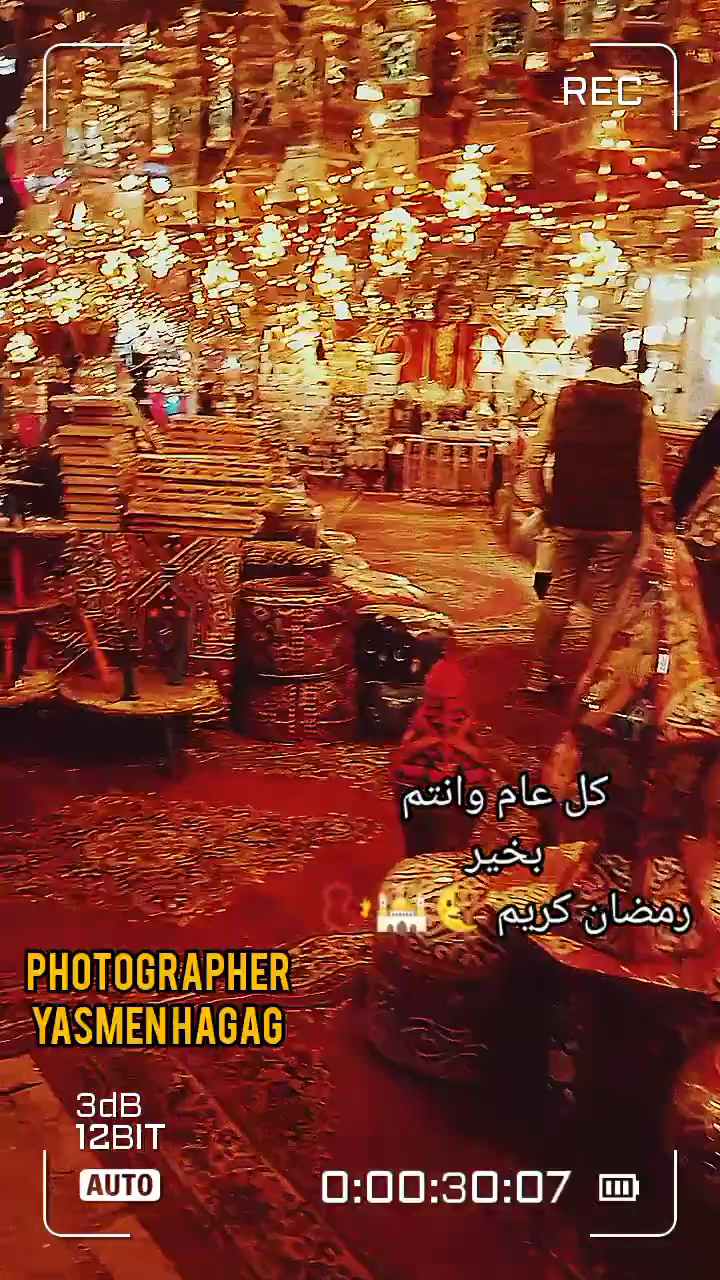 REC
كل عام وانتم
بخير
رمضان كريم 🌜🕌
PHOTOGRAPHER
YASMEN HAGAG
3dB
12BIT
AUTO
0:00:30:07